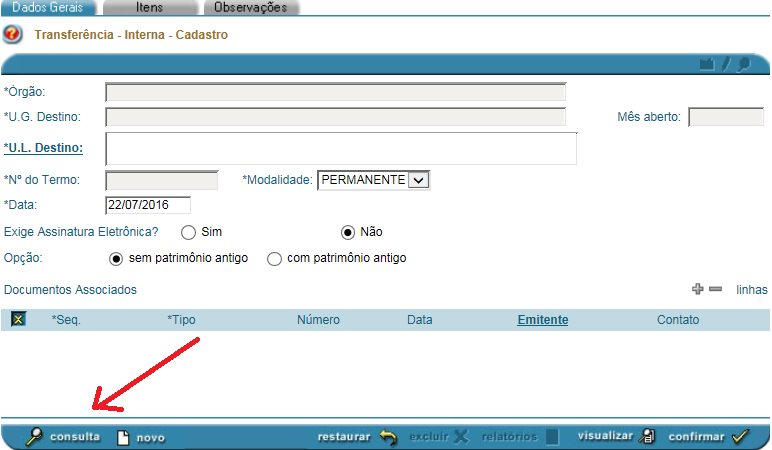 Dados Gerais Itens Observações
Transferência - Interna - Cadastro
*Órgão:
*U.G. Destino: Mês aberto:
*U.L. Destino:
*Nº do Termo: *Modalidade: PERMANENTE
*Data: 22/07/2016
Exige Assinatura Eletrônica? Sim Não
Opção: sem patrimônio antigo com patrimônio antigo
Documentos Associados linhas
*Seq. *Tipo Número Data Emitente Contato
consulta novo restaurar excluir relatórios visualizar confirmar